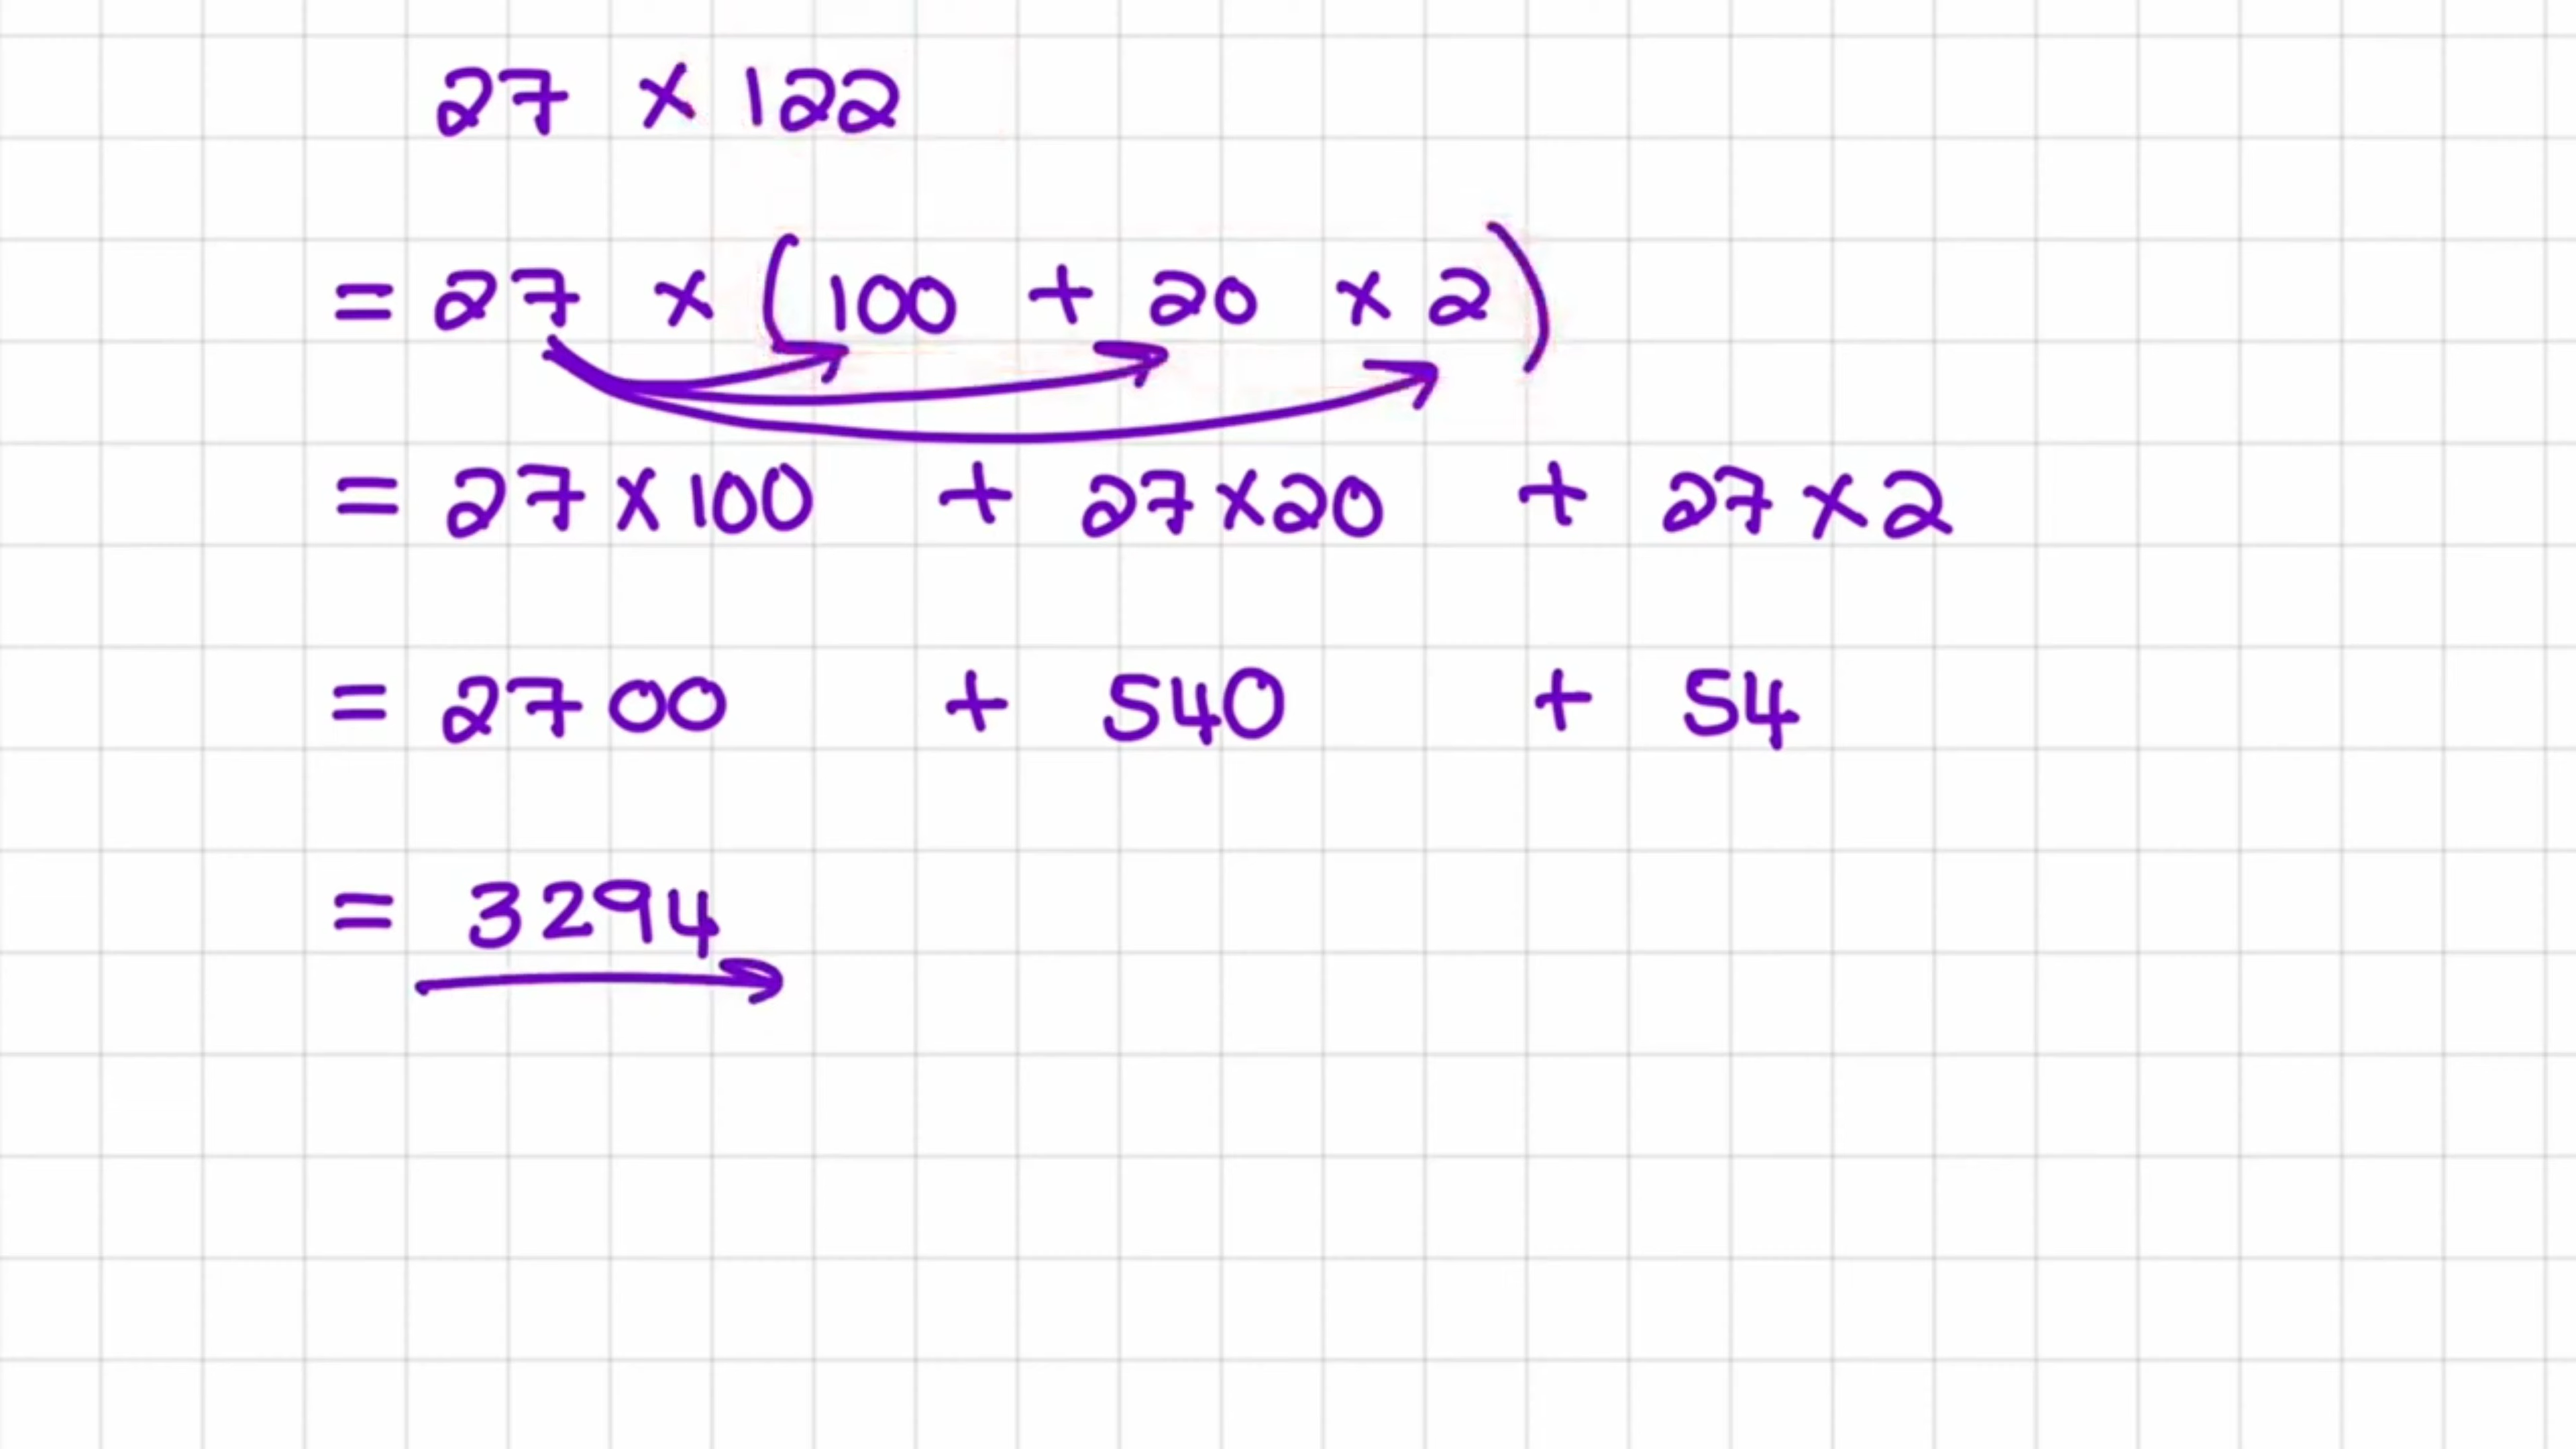 27 × 122
= 27 × (100 + 20 × 2)
= 27 × 100 + 27 × 20 + 27 × 2
= 2700 + 540 + 54
= 3294